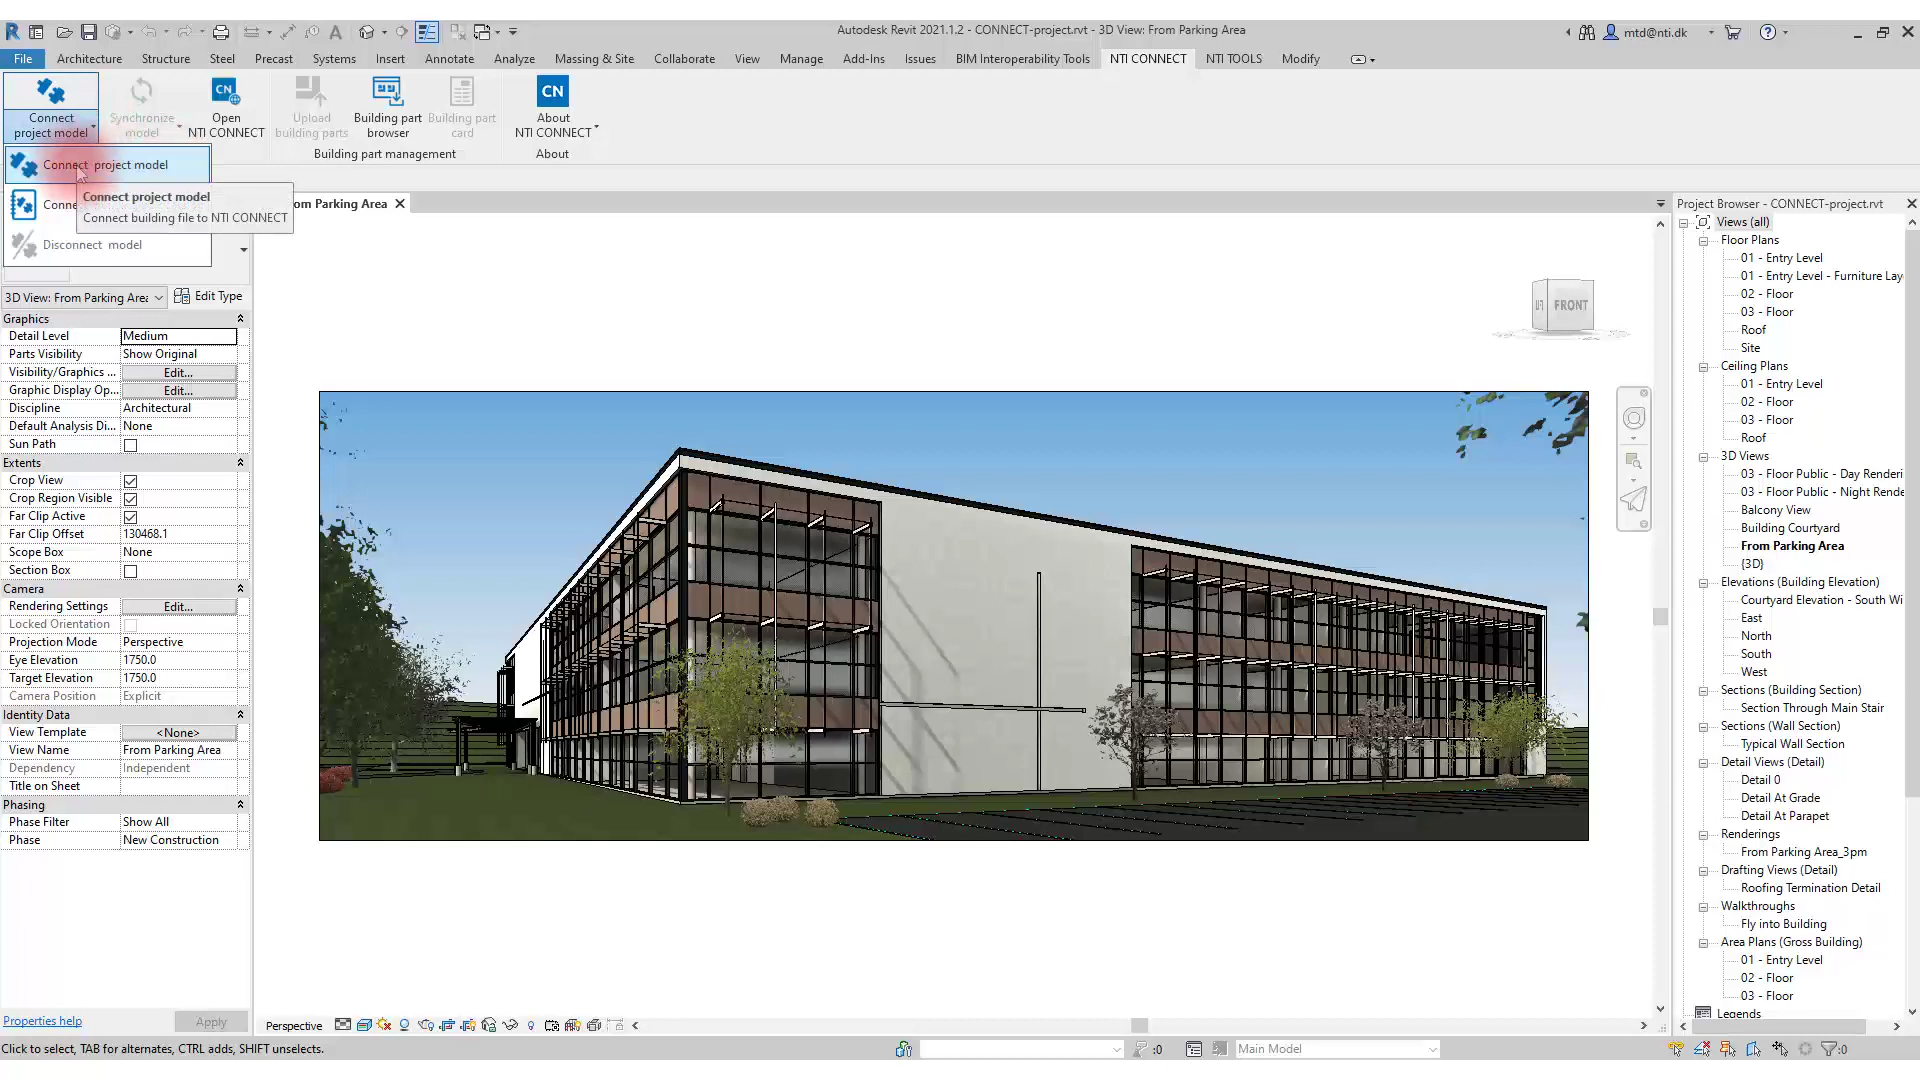 Autodesk Revit 2021.1.2 - CONNECT-project.rvt - 3D View: From Parking Area
mtd@nti.dk
File Architecture Structure Steel Precast Systems Insert Annotate Analyze Massing & Site Collaborate View Manage Add-Ins Issues BIM Interoperability Tools NTI CONNECT NTI TOOLS Modify
Connect project model
Synchronize model
CN
Open NTI CONNECT
Upload building parts
Building part browser
Building part card
CN
About NTI CONNECT
Building part management
About
Connect project model
Connect project model
Connect building file to NTI CONNECT
Disconnect model
om Parking Area
3D View: From Parking Area
Edit Type
Graphics
Detail Level Medium
Parts Visibility Show Original
Visibility/Graphics ... Edit...
Graphic Display Op... Edit...
Discipline Architectural
Default Analysis Di... None
Sun Path
Extents
Crop View
Crop Region Visible
Far Clip Active
Far Clip Offset 130468.1
Scope Box None
Section Box
Camera
Rendering Settings Edit...
Locked Orientation
Projection Mode Perspective
Eye Elevation 1750.0
Target Elevation 1750.0
Camera Position Explicit
Identity Data
View Template <None>
View Name From Parking Area
Dependency Independent
Title on Sheet
Phasing
Phase Filter Show All
Phase New Construction
Properties help
Apply
FRONT
Project Browser - CONNECT-project.rvt
Views (all)
Floor Plans
01 - Entry Level
01 - Entry Level - Furniture Lay
02 - Floor
03 - Floor
Roof
Site
Ceiling Plans
01 - Entry Level
02 - Floor
03 - Floor
Roof
3D Views
03 - Floor Public - Day Renderi
03 - Floor Public - Night Rende
Balcony View
Building Courtyard
From Parking Area
{3D}
Elevations (Building Elevation)
Courtyard Elevation - South Wi
East
North
South
West
Sections (Building Section)
Section Through Main Stair
Sections (Wall Section)
Typical Wall Section
Detail Views (Detail)
Detail 0
Detail At Grade
Detail At Parapet
Renderings
From Parking Area_3pm
Drafting Views (Detail)
Roofing Termination Detail
Walkthroughs
Fly into Building
Area Plans (Gross Building)
01 - Entry Level
02 - Floor
03 - Floor
Legends
Perspective
Click to select, TAB for alternates, CTRL adds, SHIFT unselects.
:0
Main Model
:0